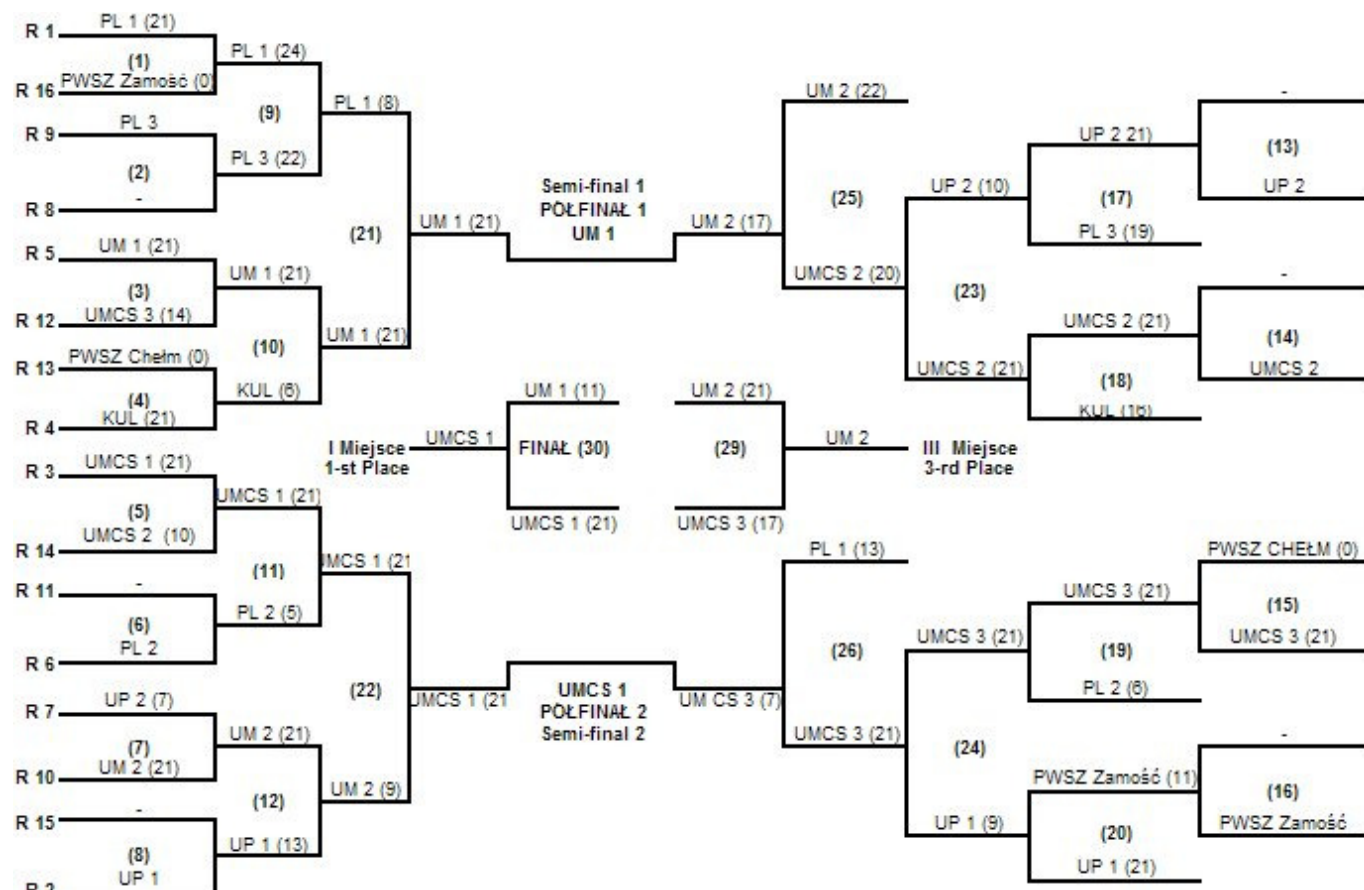 R 1
PL 1 (21)
(1)
R 16
PWSZ Zamość (0)
PL 1 (24)
R 9
PL 3
(2)
R 8
-
(9)
PL 3 (22)
PL 1 (8)
R 5
UM 1 (21)
(3)
R 12
UMCS 3 (14)
UM 1 (21)
R 13
PWSZ Chełm (0)
(4)
R 4
KUL (21)
(10)
KUL (6)
UM 1 (21)
(21)
UM 1 (21)
R 3
UMCS 1 (21)
(5)
R 14
UMCS 2 (10)
UMCS 1 (21)
R 11
-
(6)
R 6
PL 2
(11)
PL 2 (5)
UMCS 1 (21
R 7
UP 2 (7)
(7)
R 10
UM 2 (21)
UM 2 (21)
R 15
-
(8)
R 2
UP 1
(12)
UP 1 (13)
UM 2 (9)
(22)
UMCS 1 (21
Semi-final 1
PÓŁFINAŁ 1
UM 1
I Miejsce
1-st Place
UMCS 1
UM 1 (11)
FINAŁ (30)
UMCS 1 (21)
UM 2 (21)
(29)
UMCS 3 (17)
UM 2
III Miejsce
3-rd Place
UMCS 1
PÓŁFINAŁ 2
Semi-final 2
UM 2 (17)
UM 2 (22)
(25)
UMCS 2 (20)
UP 2 (10)
(23)
UMCS 2 (21)
UP 2 21)
(17)
PL 3 (19)
-
(13)
UP 2
UMCS 2 (21)
(18)
KUL (16)
-
(14)
UMCS 2
UM CS 3 (7)
PL 1 (13)
(26)
UMCS 3 (21)
UMCS 3 (21)
(24)
UP 1 (9)
UMCS 3 (21)
(19)
PL 2 (6)
PWSZ CHEŁM (0)
(15)
UMCS 3 (21)
PWSZ Zamość (11)
(20)
UP 1 (21)
-
(16)
PWSZ Zamość